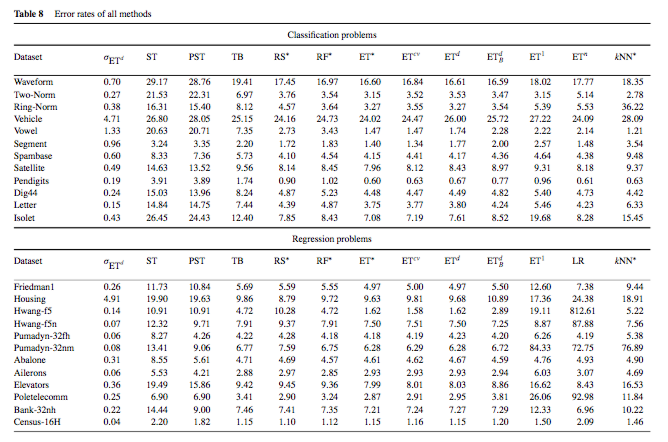 Table 8 Error rates of all methods
Classification problems
Dataset σETᵈ ST PST TB RS* RF* ET* ETᶜᵛ ETᵈ ETᵈB ET¹ ETⁿ kNN*
Waveform 0.70 29.17 28.76 19.41 17.45 16.97 16.60 16.84 16.61 16.59 18.02 17.77 18.35
Two-Norm 0.27 21.53 22.31 6.97 3.76 3.54 3.15 3.52 3.53 3.47 3.15 5.14 2.78
Ring-Norm 0.38 16.31 15.40 8.12 4.57 3.64 3.27 3.55 3.27 3.54 5.39 5.53 36.22
Vehicle 4.71 26.80 28.05 25.15 24.16 24.73 24.02 24.47 26.00 25.72 27.22 24.09 28.09
Vowel 1.33 20.63 20.71 7.35 2.73 3.43 1.47 1.47 1.74 2.28 2.22 2.14 1.21
Segment 0.96 3.24 3.35 2.20 1.72 1.83 1.40 1.34 1.77 2.00 2.57 1.48 3.54
Spambase 0.60 8.33 7.36 5.73 4.10 4.54 4.15 4.41 4.17 4.36 4.64 4.38 9.48
Satellite 0.49 14.63 13.52 9.56 8.14 8.45 7.96 8.12 8.43 8.97 9.31 8.18 9.37
Pendigits 0.19 3.91 3.89 1.74 0.90 1.02 0.60 0.63 0.67 0.77 0.96 0.61 0.63
Dig44 0.24 15.03 13.96 8.24 4.87 5.23 4.48 4.47 4.49 4.82 5.40 4.73 4.42
Letter 0.15 14.84 14.75 7.44 4.39 4.87 3.75 3.77 3.80 4.24 5.46 4.23 6.33
Isolet 0.43 26.45 24.43 12.40 7.85 8.43 7.08 7.19 7.61 8.52 19.68 8.28 15.45
Regression problems
Dataset σETᵈ ST PST TB RS* RF* ET* ETᶜᵛ ETᵈ ETᵈB ET¹ LR kNN*
Friedman1 0.26 11.73 10.84 5.69 5.59 5.55 4.97 5.00 4.97 5.50 12.60 7.38 9.44
Housing 4.91 19.90 19.63 9.86 8.79 9.72 9.63 9.81 9.68 10.89 17.36 24.38 18.91
Hwang-f5 0.14 10.91 10.91 4.72 10.28 4.72 1.62 1.58 1.62 2.89 19.11 812.61 5.22
Hwang-f5n 0.07 12.32 9.71 7.91 9.37 7.91 7.50 7.51 7.50 7.25 8.87 87.88 7.56
Pumadyn-32fh 0.06 8.27 4.26 4.22 4.28 4.18 4.18 4.19 4.23 4.20 6.26 4.19 5.38
Pumadyn-32nm 0.08 13.41 9.06 6.77 7.59 6.75 6.28 6.29 6.28 6.72 84.33 72.75 76.89
Abalone 0.31 8.55 5.61 4.71 4.69 4.57 4.61 4.62 4.67 4.59 4.76 4.93 4.90
Ailerons 0.06 5.53 4.21 2.88 2.97 2.85 2.93 2.93 2.93 2.94 6.03 3.07 4.69
Elevators 0.36 19.49 15.86 9.42 9.45 9.36 7.99 8.01 8.03 8.86 16.62 8.43 16.53
Poletelecomm 0.25 6.90 6.90 3.41 2.90 3.24 2.87 2.91 2.95 3.81 26.06 92.98 11.84
Bank-32nh 0.22 14.44 9.00 7.46 7.41 7.35 7.21 7.24 7.27 7.29 12.33 6.96 10.22
Census-16H 0.04 2.20 1.82 1.15 1.10 1.12 1.15 1.16 1.15 1.20 1.50 2.09 1.46